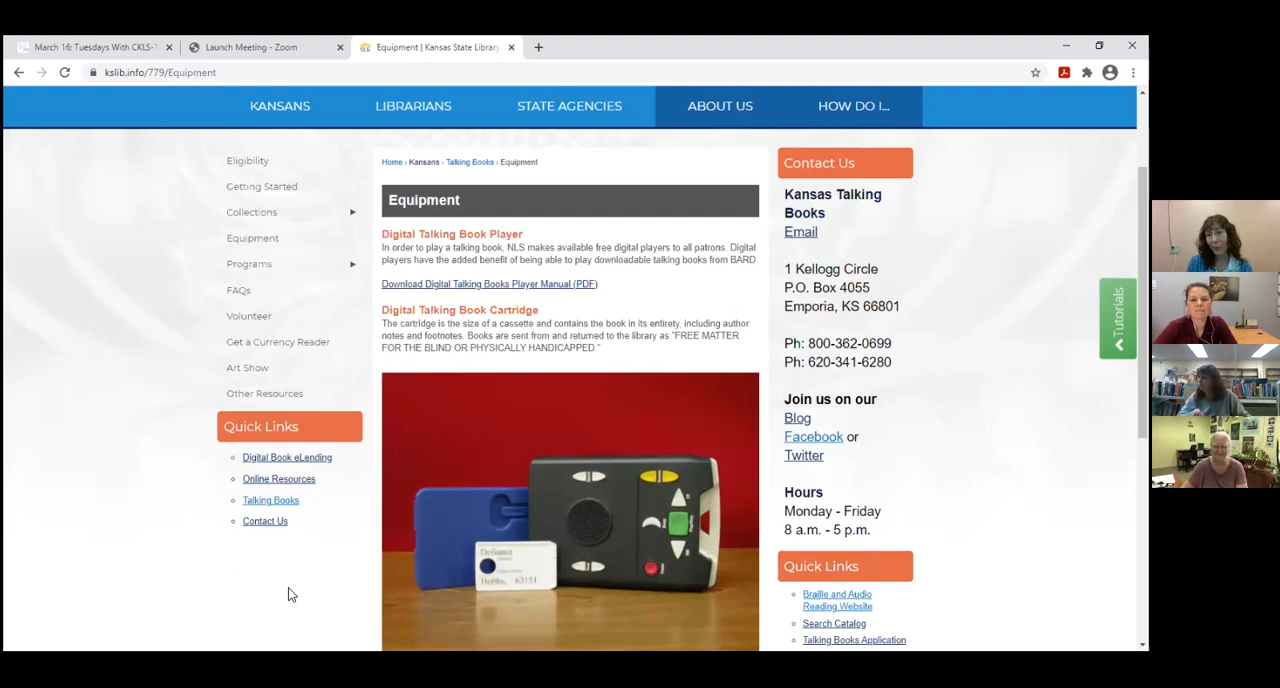 March 16: Tuesdays With CKLS-T
Launch Meeting - Zoom
Equipment | Kansas State Library
kslib.info/779/Equipment
KANSANS
LIBRARIANS
STATE AGENCIES
ABOUT US
HOW DO I...
Eligibility
Getting Started
Collections
Equipment
Programs
FAQs
Volunteer
Get a Currency Reader
Art Show
Other Resources
Quick Links
Digital Book eLending
Online Resources
Talking Books
Contact Us
Home › Kansans › Talking Books › Equipment
Equipment
Digital Talking Book Player
In order to play a talking book, NLS makes available free digital players to all patrons. Digital
players have the added benefit of being able to play downloadable talking books from BARD.
Download Digital Talking Books Player Manual (PDF)
Digital Talking Book Cartridge
The cartridge is the size of a cassette and contains the book in its entirety, including author
notes and footnotes. Books are sent from and returned to the library as "FREE MATTER
FOR THE BLIND OR PHYSICALLY HANDICAPPED."
Defiance
Hobbs, 63151
Contact Us
Kansas Talking
Books
Email
1 Kellogg Circle
P.O. Box 4055
Emporia, KS 66801
Ph: 800-362-0699
Ph: 620-341-6280
Join us on our
Blog
Facebook or
Twitter
Hours
Monday - Friday
8 a.m. - 5 p.m.
Quick Links
Braille and Audio
Reading Website
Search Catalog
Talking Books Application
Tutorials